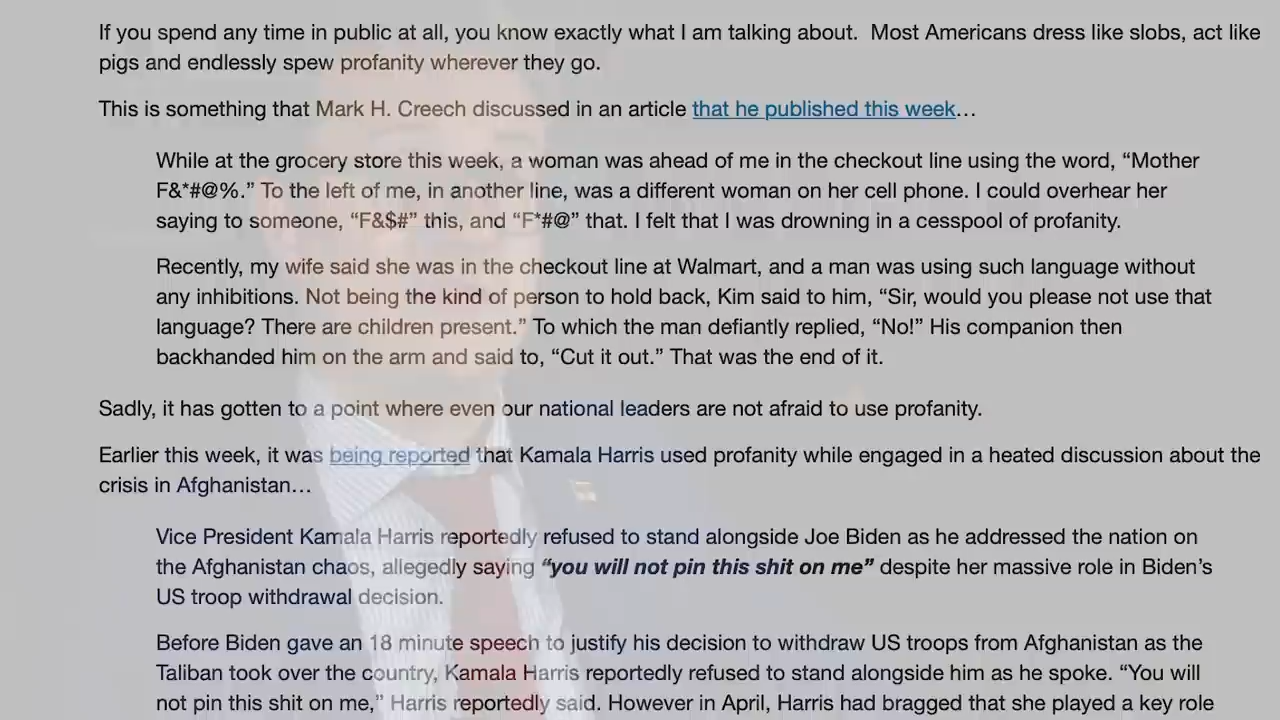 If you spend any time in public at all, you know exactly what I am talking about.  Most Americans dress like slobs, act like
pigs and endlessly spew profanity wherever they go.
This is something that Mark H. Creech discussed in an article that he published this week…
While at the grocery store this week, a woman was ahead of me in the checkout line using the word, “Mother
F&*#@%.” To the left of me, in another line, was a different woman on her cell phone. I could overhear her
saying to someone, “F&$#” this, and “F*#@” that. I felt that I was drowning in a cesspool of profanity.
Recently, my wife said she was in the checkout line at Walmart, and a man was using such language without
any inhibitions. Not being the kind of person to hold back, Kim said to him, “Sir, would you please not use that
language? There are children present.” To which the man defiantly replied, “No!” His companion then
backhanded him on the arm and said to, “Cut it out.” That was the end of it.
Sadly, it has gotten to a point where even our national leaders are not afraid to use profanity.
Earlier this week, it was being reported that Kamala Harris used profanity while engaged in a heated discussion about the
crisis in Afghanistan…
Vice President Kamala Harris reportedly refused to stand alongside Joe Biden as he addressed the nation on
the Afghanistan chaos, allegedly saying “you will not pin this shit on me” despite her massive role in Biden’s
US troop withdrawal decision.
Before Biden gave an 18 minute speech to justify his decision to withdraw US troops from Afghanistan as the
Taliban took over the country, Kamala Harris reportedly refused to stand alongside him as he spoke. “You will
not pin this shit on me,” Harris reportedly said. However in April, Harris had bragged that she played a key role